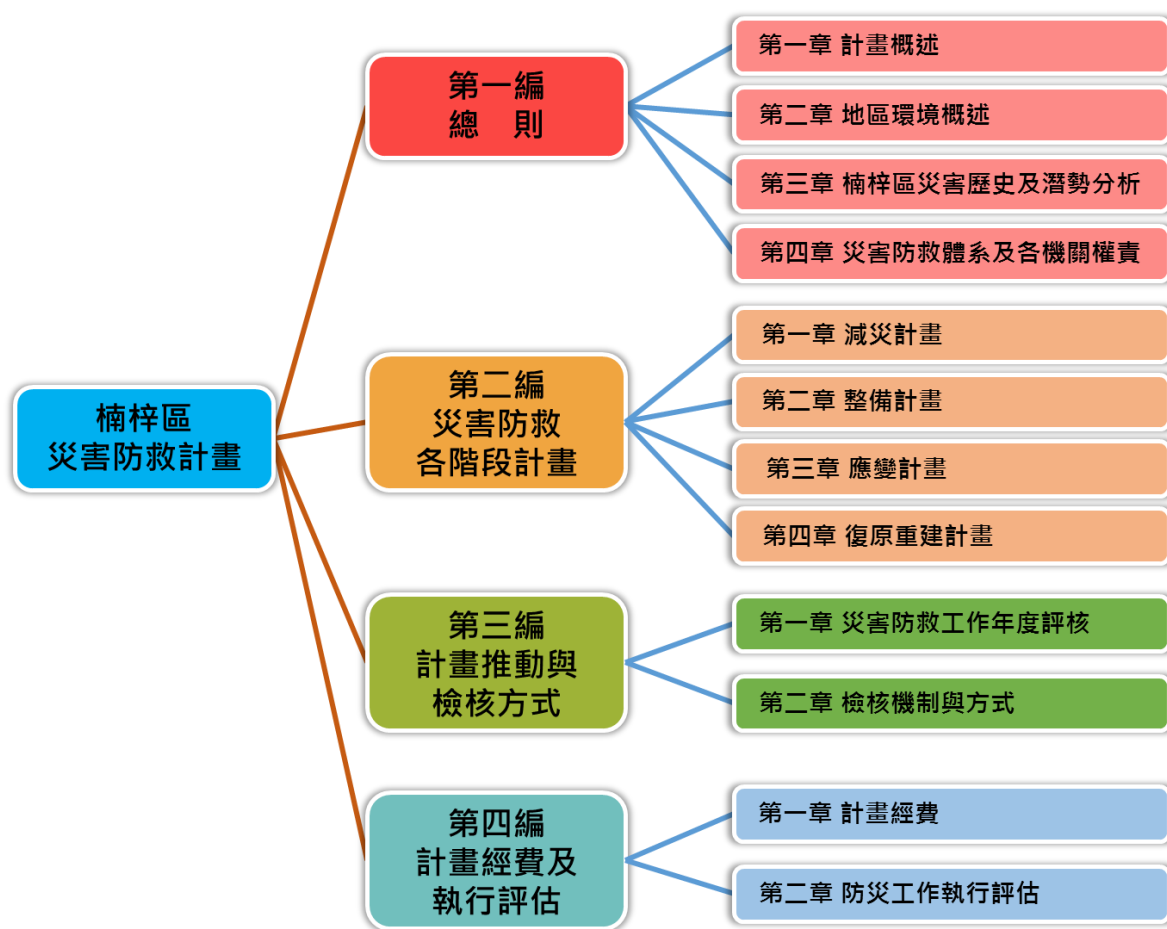 楠梓區
災害防救計畫
第一編
總　則
第一章 計畫概述
第二章 地區環境概述
第三章 楠梓區災害歷史及潛勢分析
第四章 災害防救體系及各機關權責
第二編
災害防救
各階段計畫
第一章 減災計畫
第二章 整備計畫
第三章 應變計畫
第四章 復原重建計畫
第三編
計畫推動與
檢核方式
第一章 災害防救工作年度評核
第二章 檢核機制與方式
第四編
計畫經費及
執行評估
第一章 計畫經費
第二章 防災工作執行評估